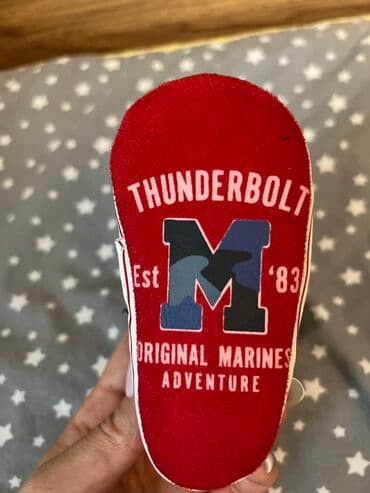 THUNDERBOLT
Est M '83
ORIGINAL MARINES
ADVENTURE